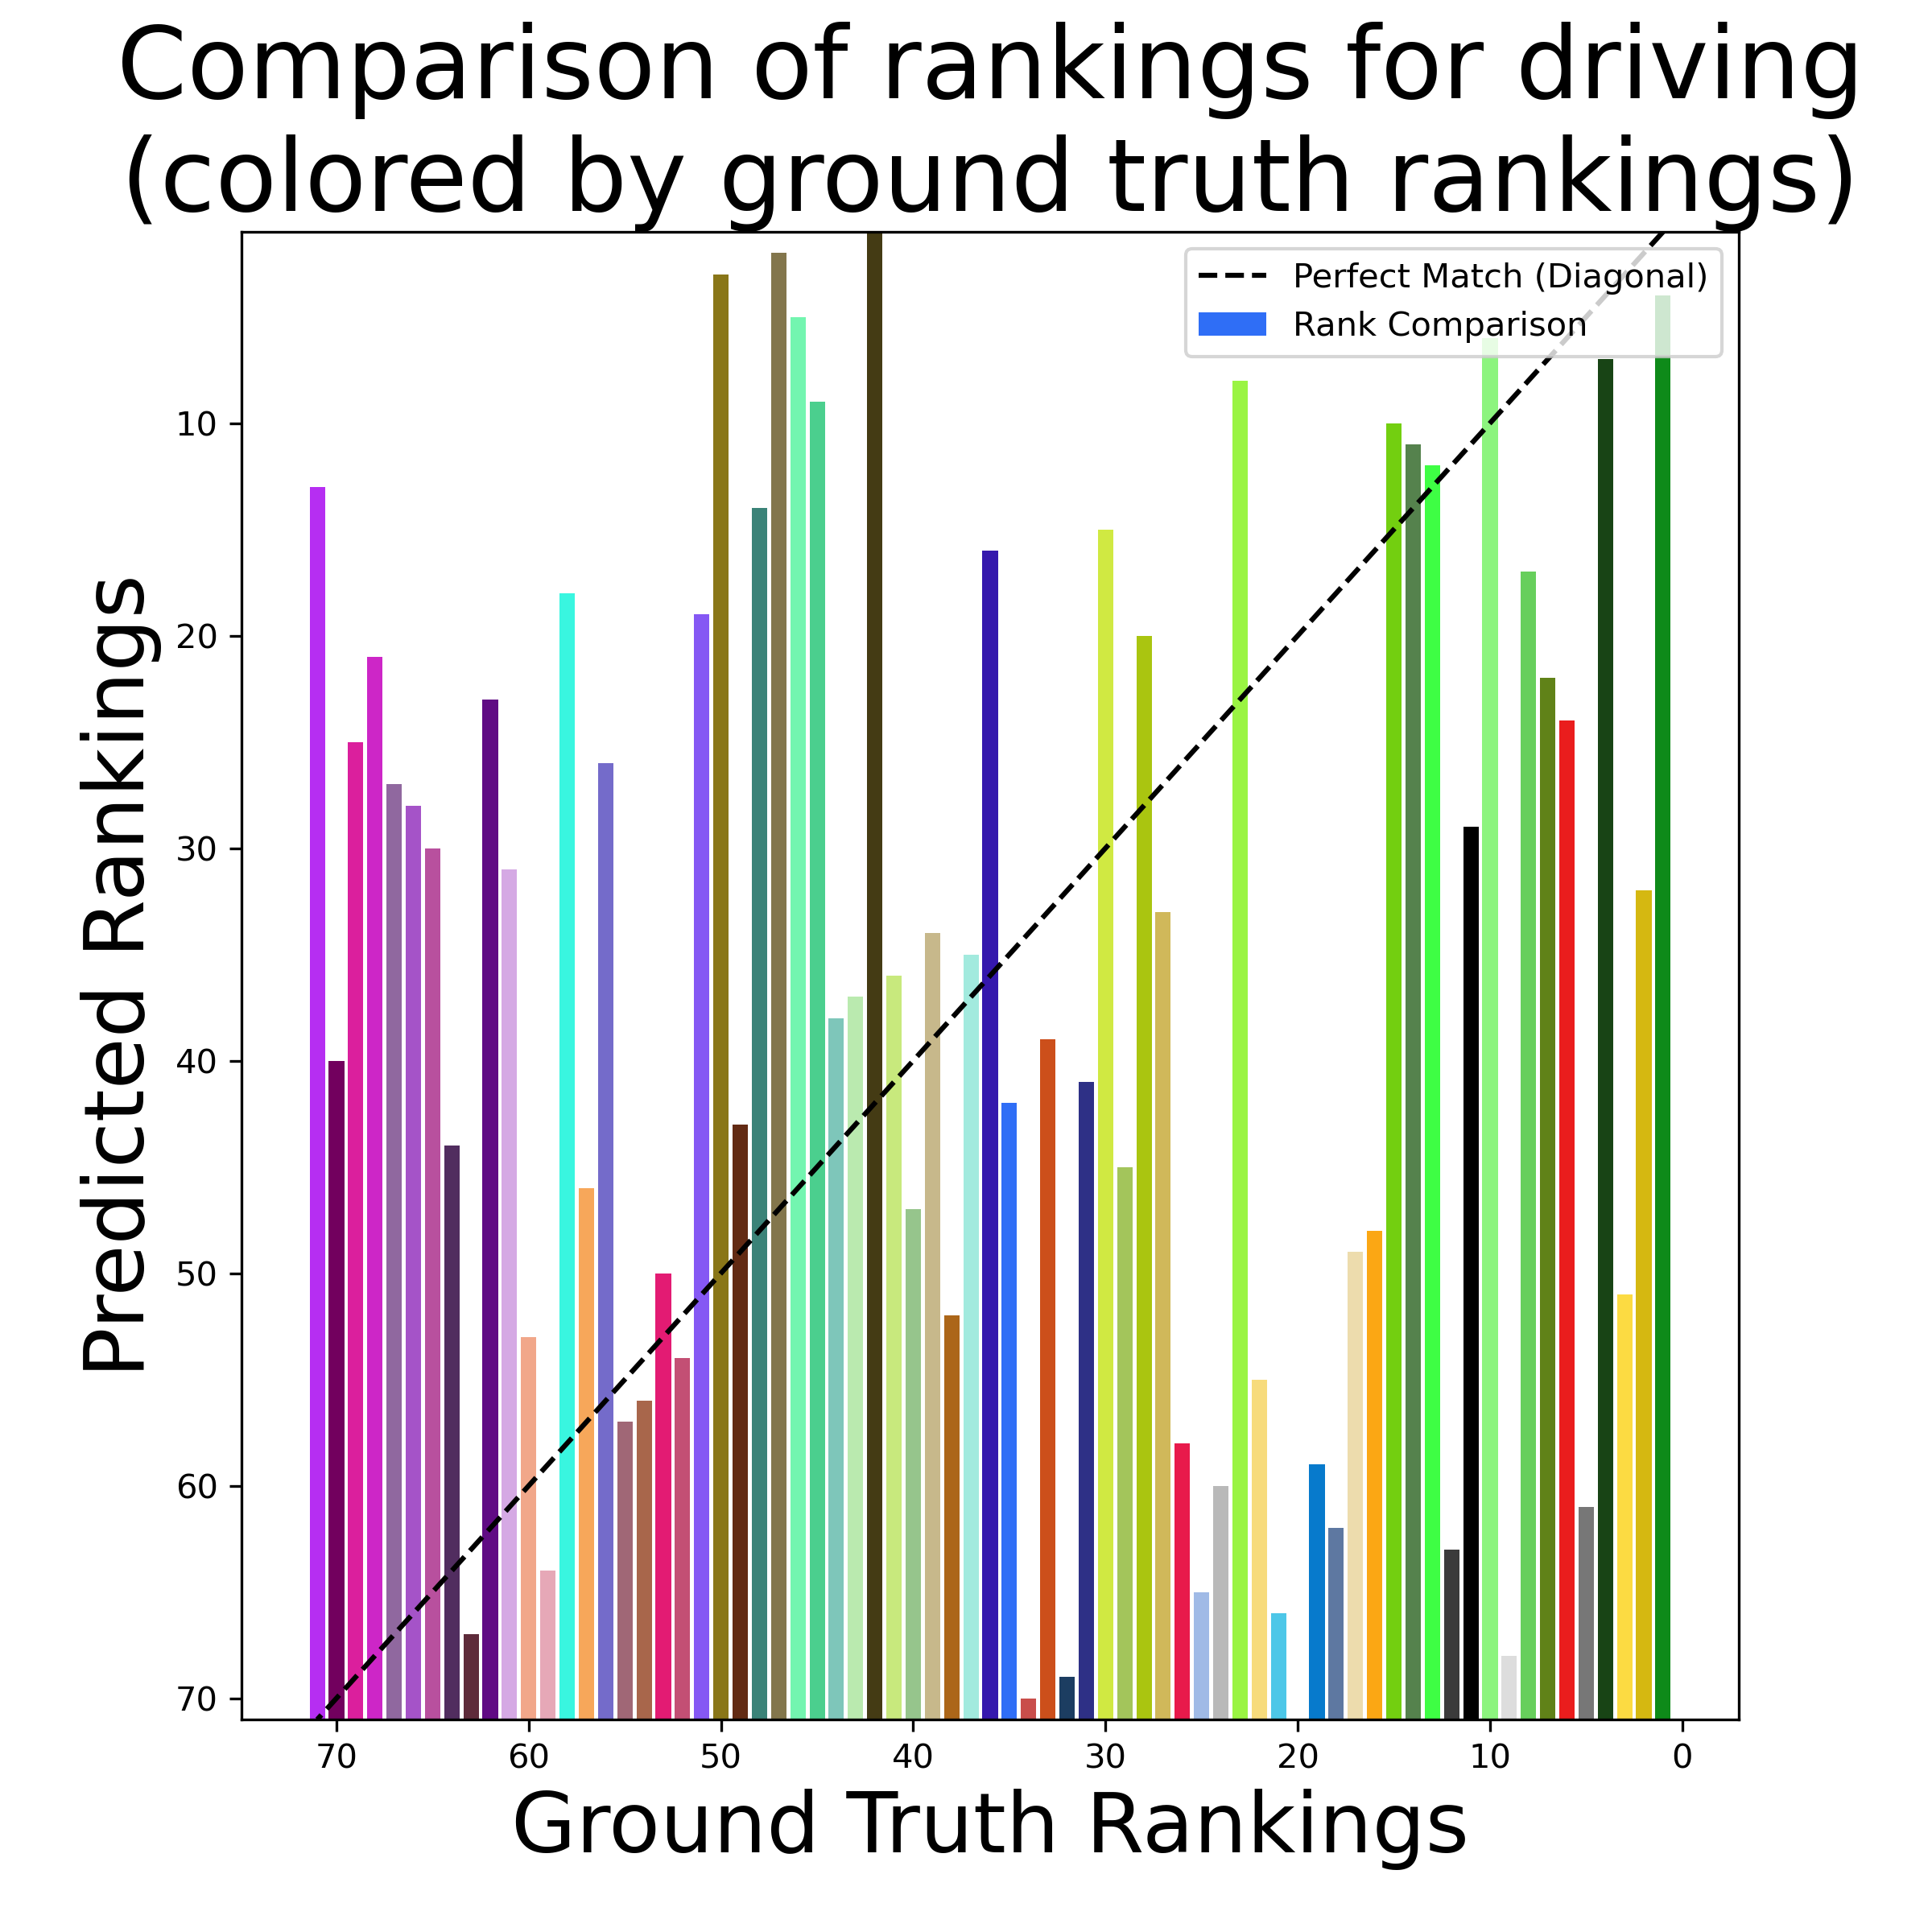 Comparison of rankings for driving
(colored by ground truth rankings)
Perfect Match (Diagonal)
Rank Comparison
Predicted Rankings
10
20
30
40
50
60
70
70 60 50 40 30 20 10 0
Ground Truth Rankings